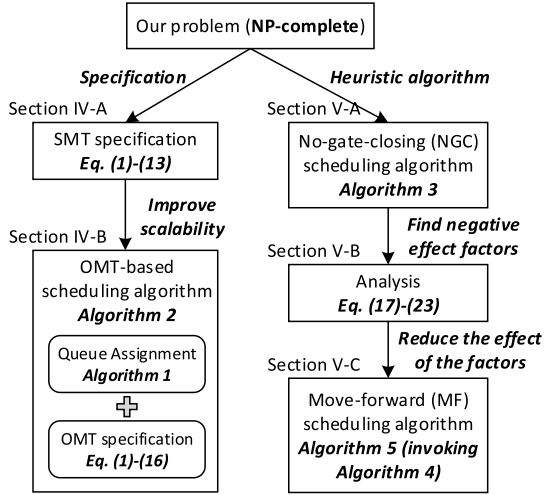 Our problem (NP-complete)
Specification
Heuristic algorithm
Section IV-A
SMT specification
Eq. (1)-(13)
Improve
scalability
Section IV-B
OMT-based
scheduling algorithm
Algorithm 2
Queue Assignment
Algorithm 1
OMT specification
Eq. (1)-(16)
Section V-A
No-gate-closing (NGC)
scheduling algorithm
Algorithm 3
Find negative
effect factors
Section V-B
Analysis
Eq. (17)-(23)
Reduce the effect
of the factors
Section V-C
Move-forward (MF)
scheduling algorithm
Algorithm 5 (invoking
Algorithm 4)